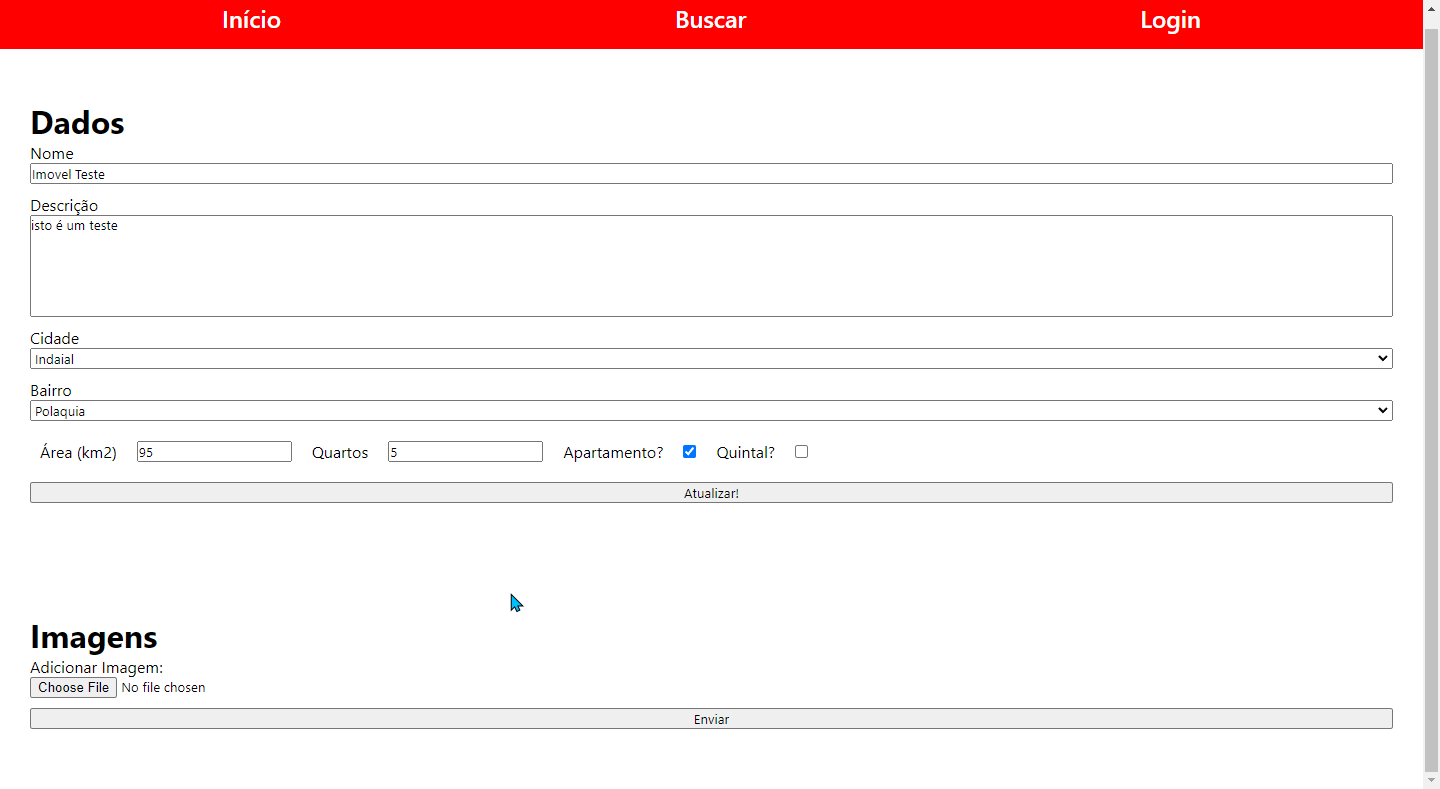 Início Buscar Login
Dados
Nome
Imovel Teste
Descrição
isto é um teste
Cidade
Indaial
Bairro
Polaquia
Área (km2) 95 Quartos 5 Apartamento? Quintal?
Atualizar!
Imagens
Adicionar Imagem:
Choose File No file chosen
Enviar